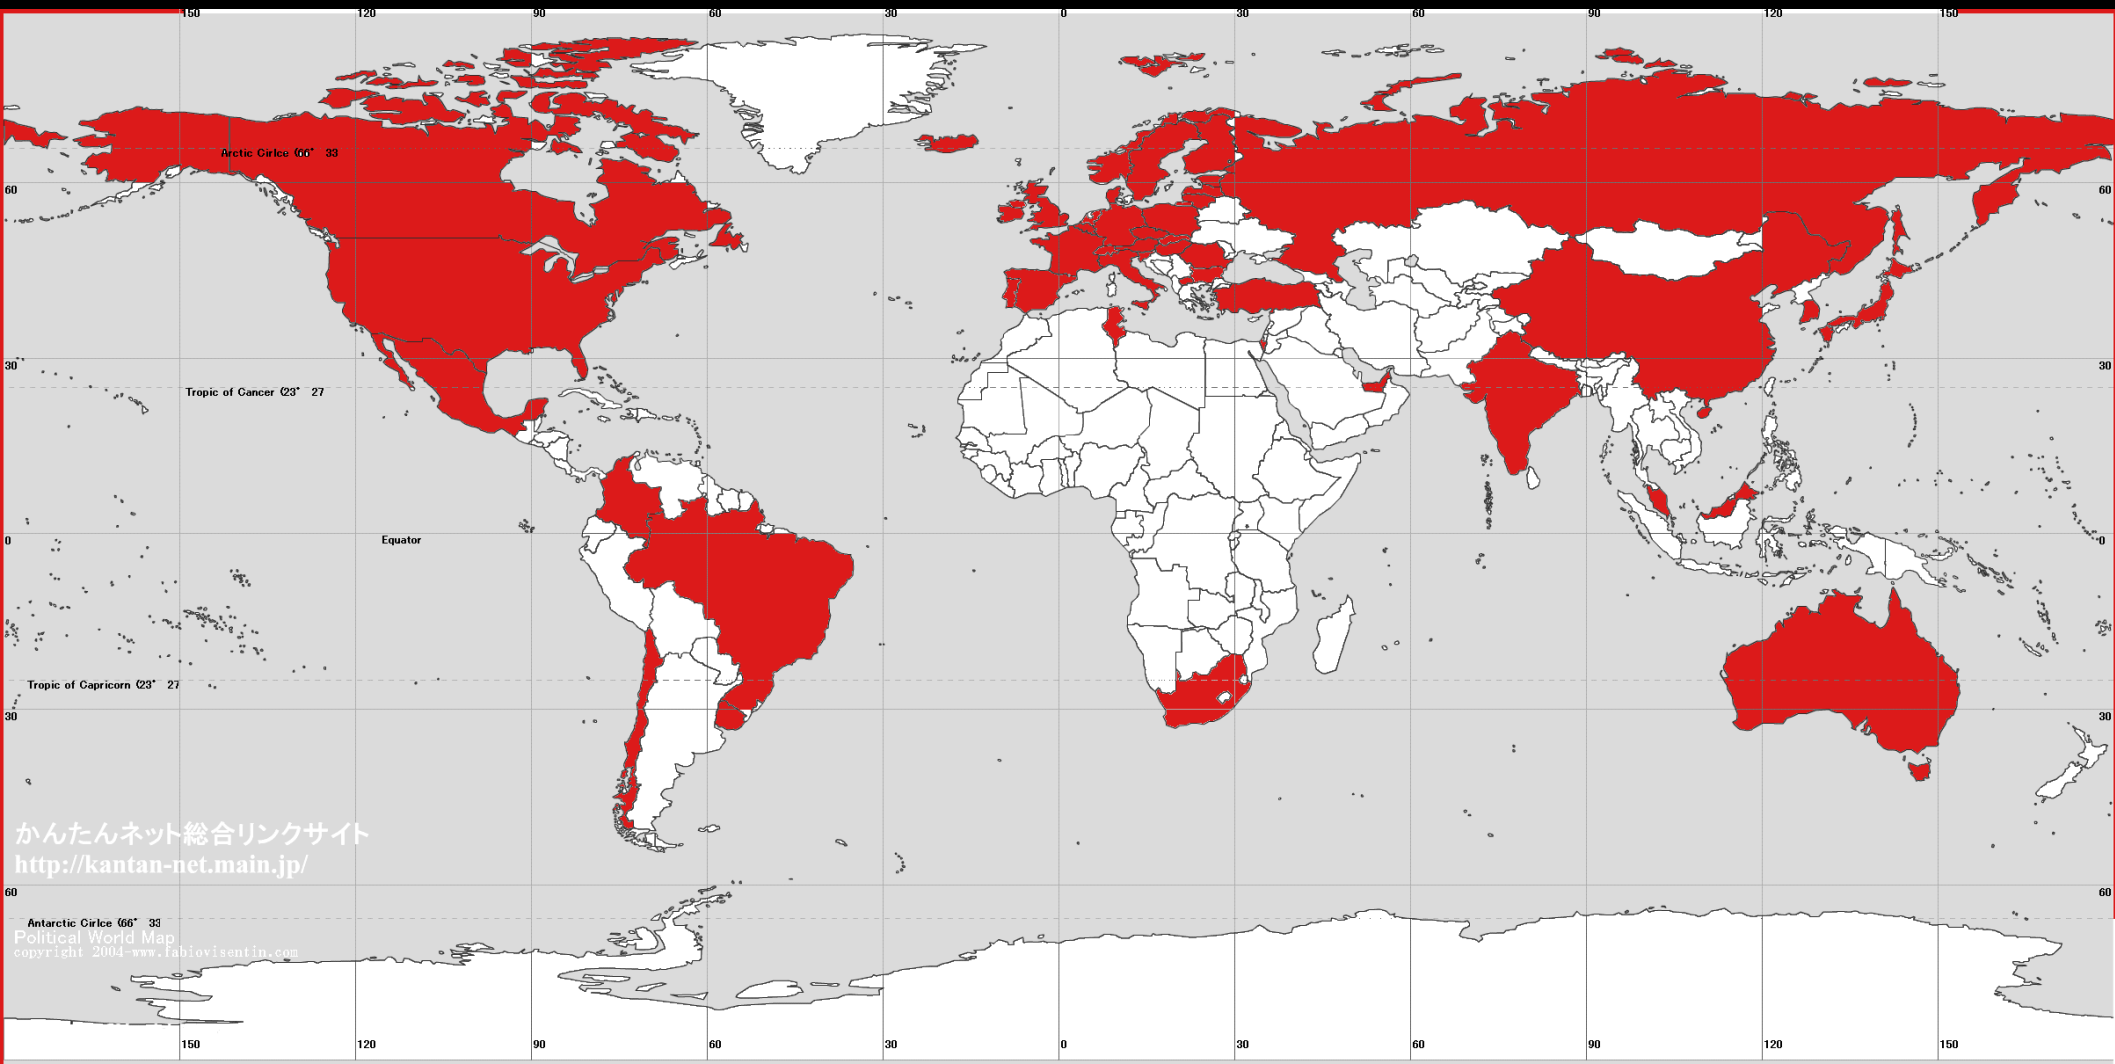 150 120 90 60 30 0 30 60 90 120 150
Arctic Cirlce (66° 33
60 60
30 30
Tropic of Cancer (23° 27
0 Equator 0
Tropic of Capricorn (23° 27
30 30
かんたんネット総合リンクサイト
http://kantan-net.main.jp/
60 60
Antarctic Cirlce (66° 33
Political World Map
copyright 2004-www.fabiovisentin.com
150 120 90 60 30 0 30 60 90 120 150